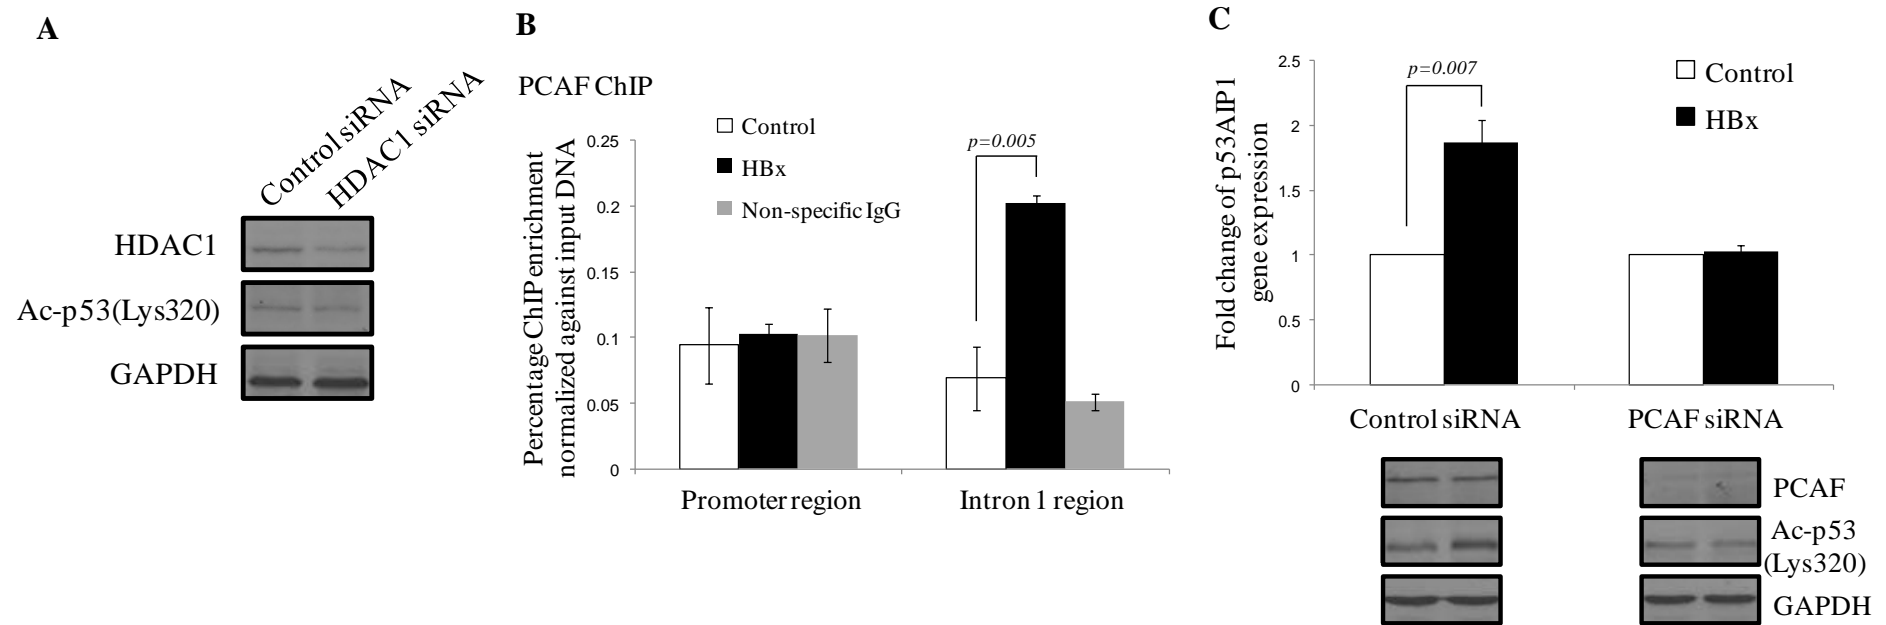 A
Control siRNA
HDAC1 siRNA
HDAC1
Ac-p53(Lys320)
GAPDH
B
PCAF ChIP
Control
HBx
Non-specific IgG
Percentage ChIP enrichment
normalized against input DNA
0.25
0.2
0.15
0.1
0.05
0
p=0.005
Promoter region
Intron 1 region
C
Fold change of p53AIP1
gene expression
2.5
2
1.5
1
0.5
0
p=0.007
Control
HBx
Control siRNA
PCAF siRNA
PCAF
Ac-p53
(Lys320)
GAPDH